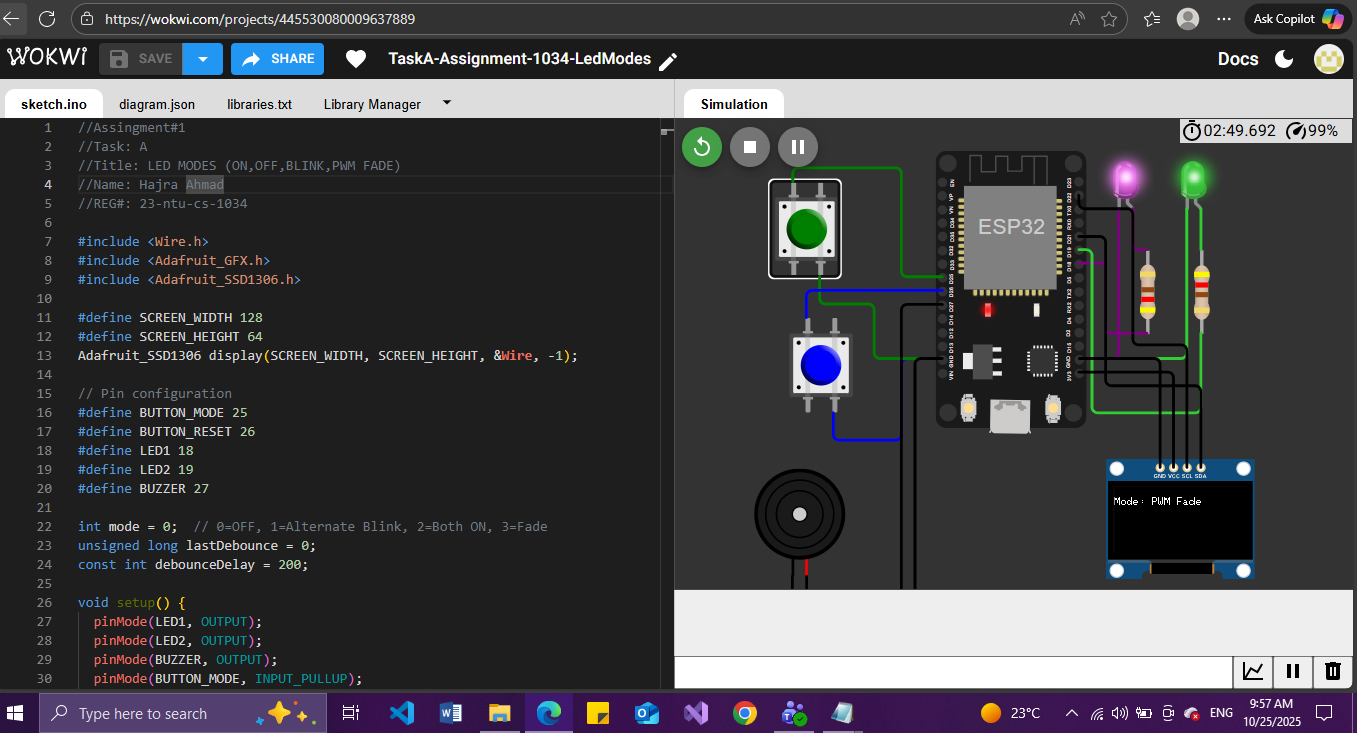 https://wokwi.com/projects/445530080009637889
Ask Copilot
WOKWI
SAVE
SHARE
TaskA-Assignment-1034-LedModes
Docs
sketch.ino
diagram.json
libraries.txt
Library Manager
Simulation
1 //Assingment#1
2 //Task: A
3 //Title: LED MODES (ON,OFF,BLINK,PWM FADE)
4 //Name: Hajra Ahmad
5 //REG#: 23-ntu-cs-1034
6
7 #include <Wire.h>
8 #include <Adafruit_GFX.h>
9 #include <Adafruit_SSD1306.h>
10
11 #define SCREEN_WIDTH 128
12 #define SCREEN_HEIGHT 64
13 Adafruit_SSD1306 display(SCREEN_WIDTH, SCREEN_HEIGHT, &Wire, -1);
14
15 // Pin configuration
16 #define BUTTON_MODE 25
17 #define BUTTON_RESET 26
18 #define LED1 18
19 #define LED2 19
20 #define BUZZER 27
21
22 int mode = 0;  // 0=OFF, 1=Alternate Blink, 2=Both ON, 3=Fade
23 unsigned long lastDebounce = 0;
24 const int debounceDelay = 200;
25
26 void setup() {
27 pinMode(LED1, OUTPUT);
28 pinMode(LED2, OUTPUT);
29 pinMode(BUZZER, OUTPUT);
30 pinMode(BUTTON_MODE, INPUT_PULLUP);
02:49.692
99%
ESP32
GND VCC SCL SDA
Mode: PWM Fade
Type here to search
23°C
ENG
9:57 AM
10/25/2025